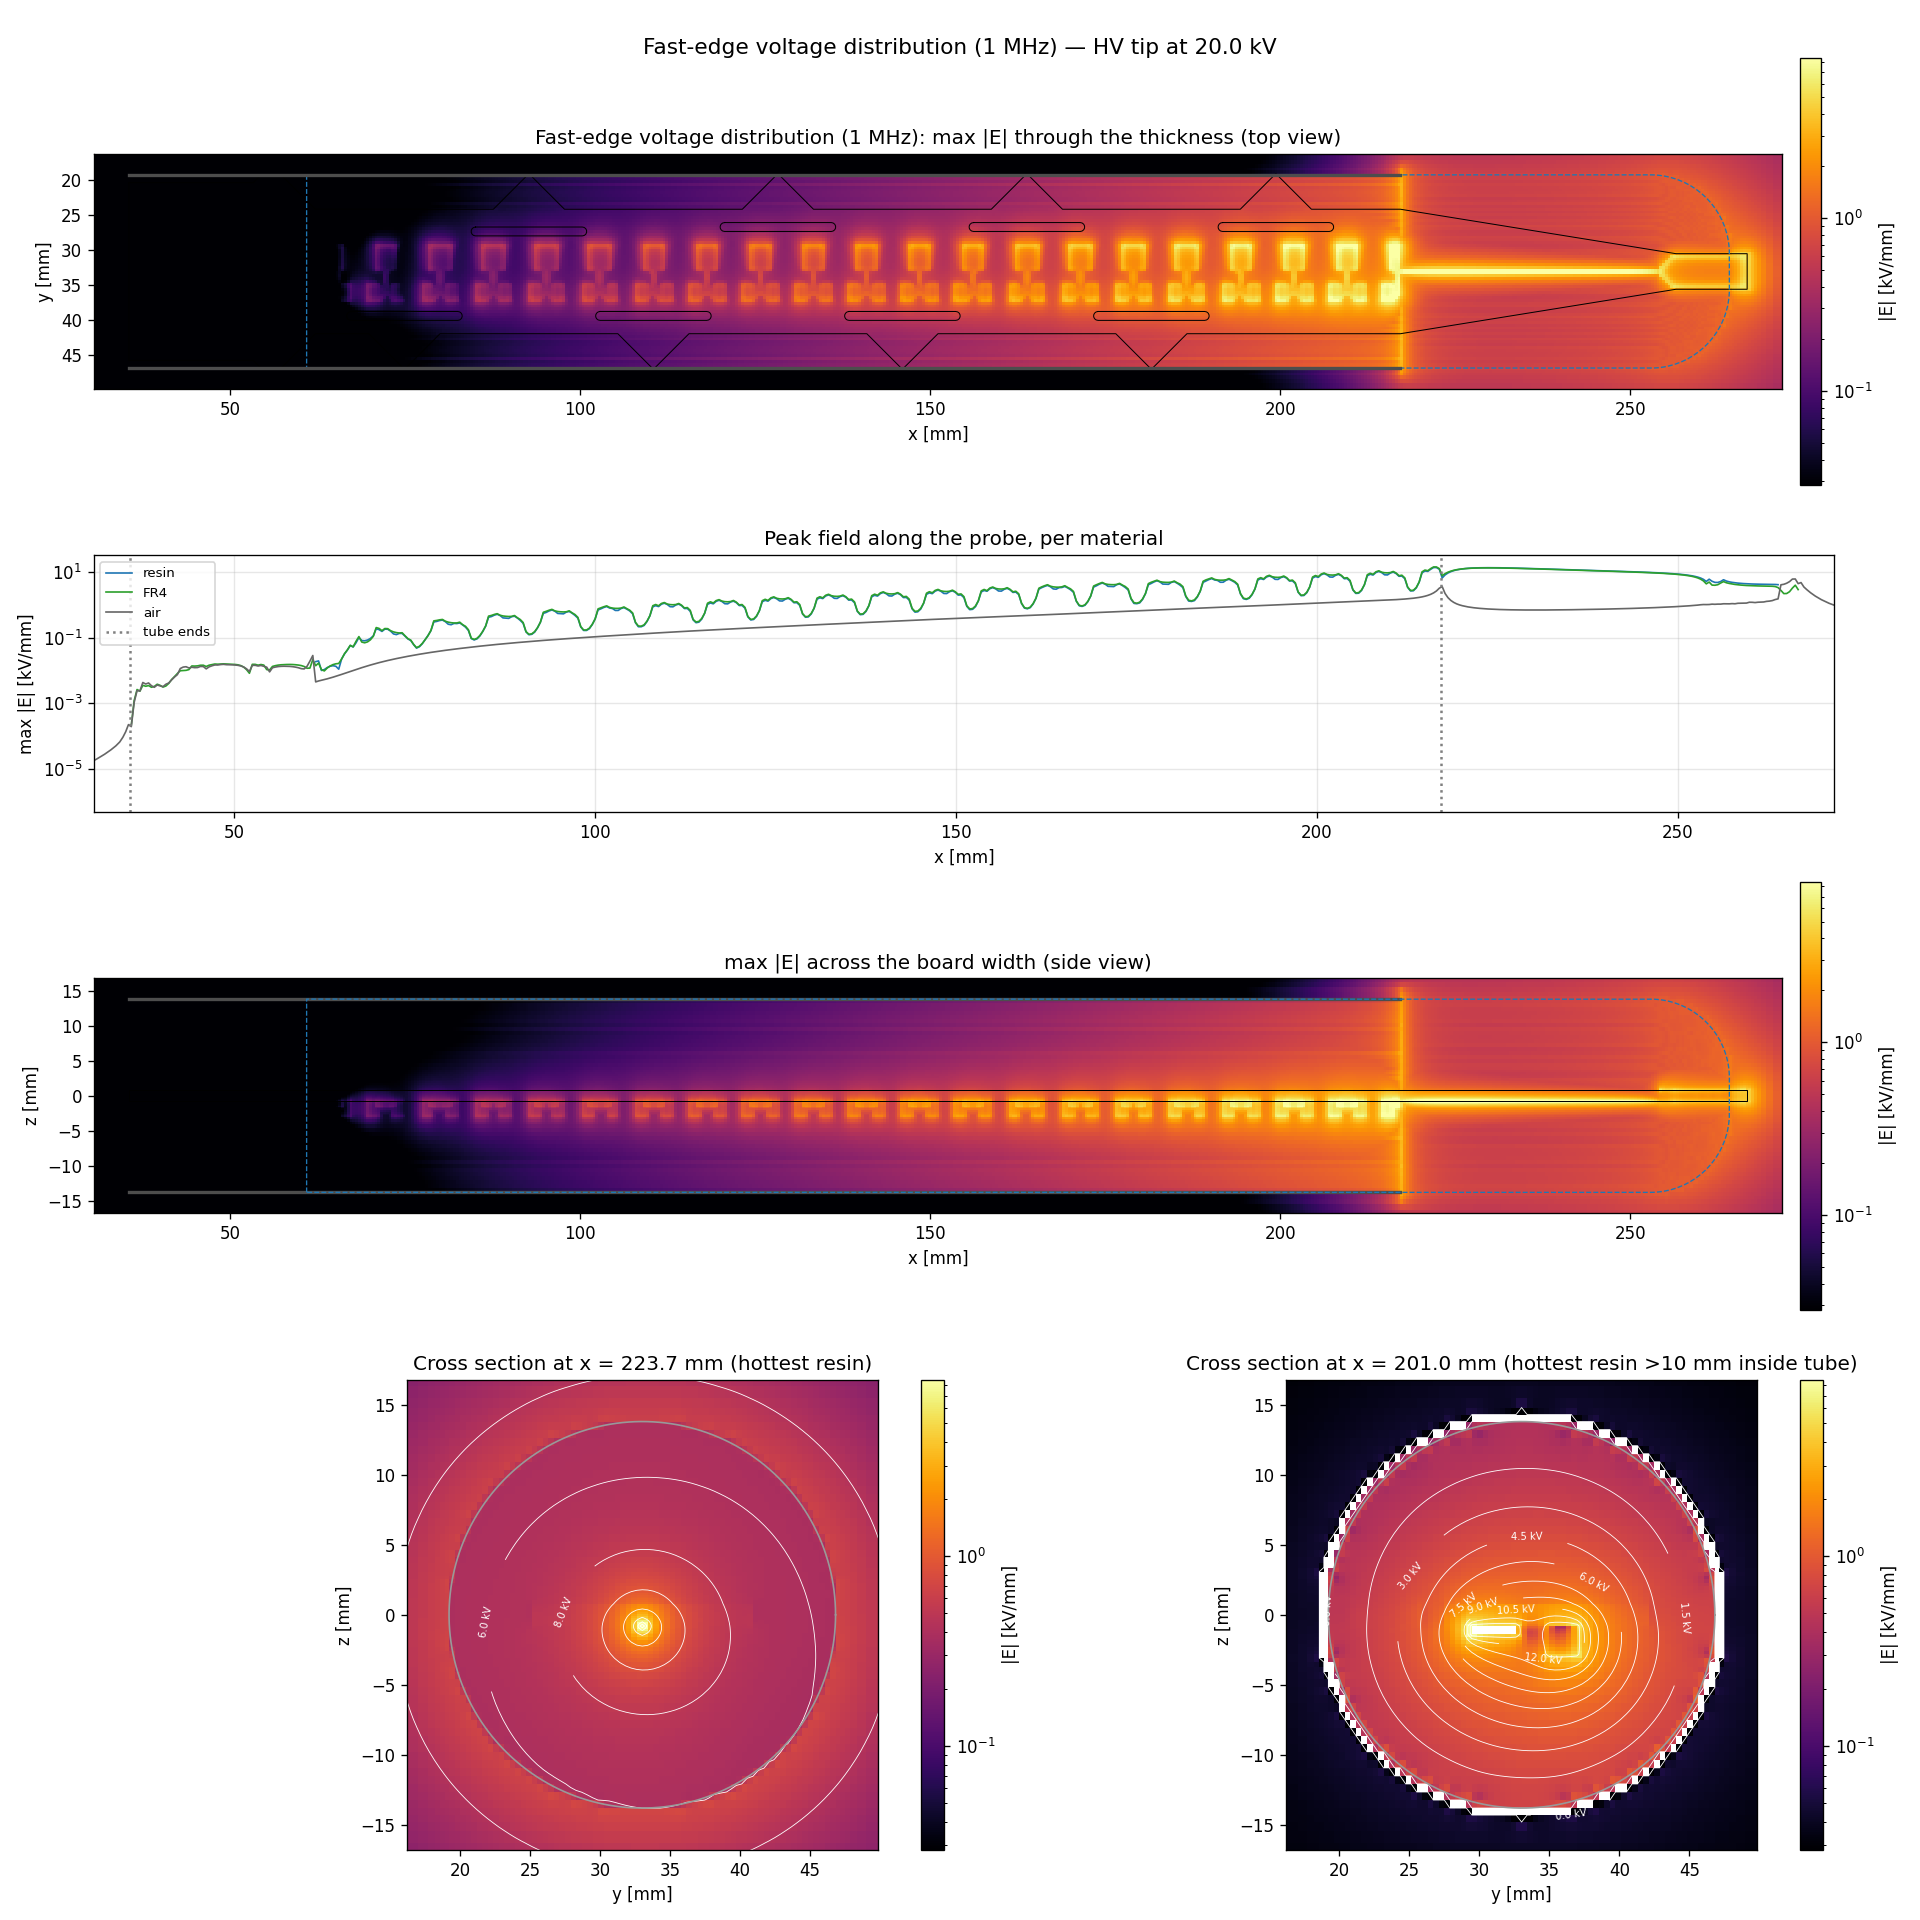 Fast-edge voltage distribution (1 MHz) — HV tip at 20.0 kV
Fast-edge voltage distribution (1 MHz): max |E| through the thickness (top view)
20
25
30
35
40
45
y [mm]
50
100
150
200
250
x [mm]
10⁰
10⁻¹
|E| [kV/mm]
Peak field along the probe, per material
resin
FR4
air
tube ends
10¹
10⁻¹
10⁻³
10⁻⁵
max |E| [kV/mm]
50
100
150
200
250
x [mm]
max |E| across the board width (side view)
15
10
5
0
−5
−10
−15
z [mm]
50
100
150
200
250
x [mm]
10⁰
10⁻¹
|E| [kV/mm]
Cross section at x = 223.7 mm (hottest resin)
15
10
5
0
−5
−10
−15
z [mm]
6.0 kV
8.0 kV
20
25
30
35
40
45
y [mm]
10⁰
10⁻¹
|E| [kV/mm]
Cross section at x = 201.0 mm (hottest resin >10 mm inside tube)
15
10
5
0
−5
−10
−15
z [mm]
4.5 kV
3.0 kV
6.0 kV
7.5 kV
9.0 kV
10.5 kV
1.5 kV
12.0 kV
0.0 kV
20
25
30
35
40
45
y [mm]
10⁰
10⁻¹
|E| [kV/mm]